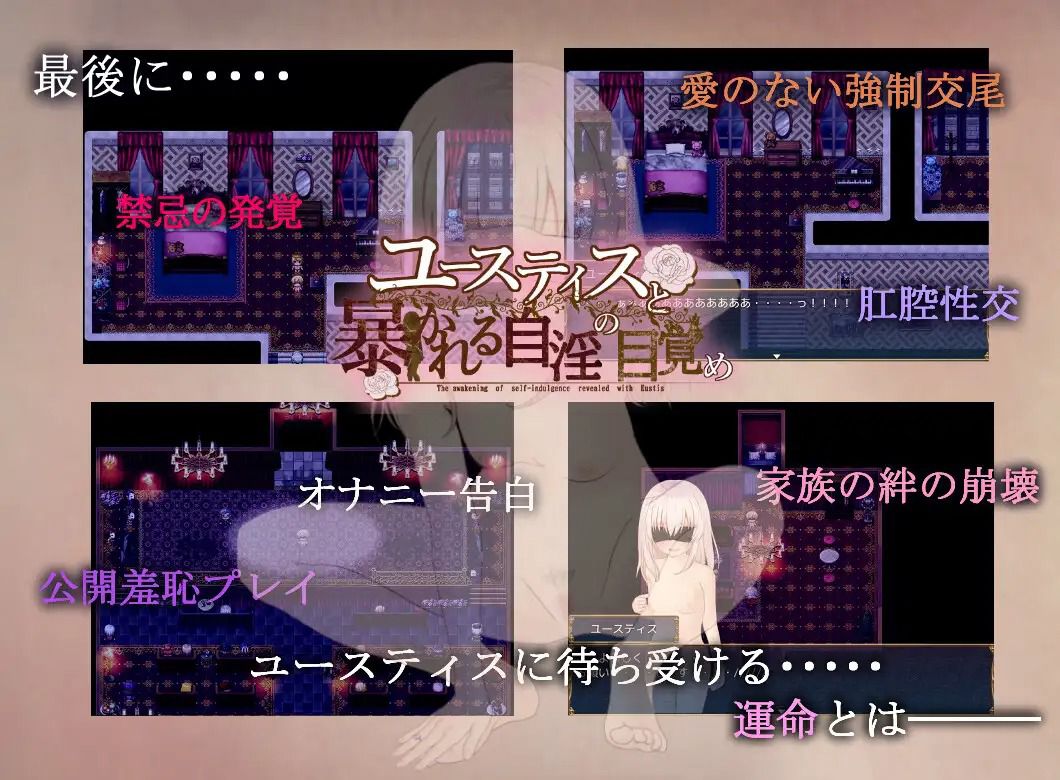 最後に・・・・・
愛のない強制交尾
禁忌の発覚
ユースティスと
暴かれる自淫の目覚め
The awakening of self-indulgence revealed with Eustis
ああああああああ・・・・っ！！！！
肛腔性交
オナニー告白
家族の絆の崩壊
公開羞恥プレイ
ユースティス
ユースティスに待ち受ける・・・・・
運命とは――――